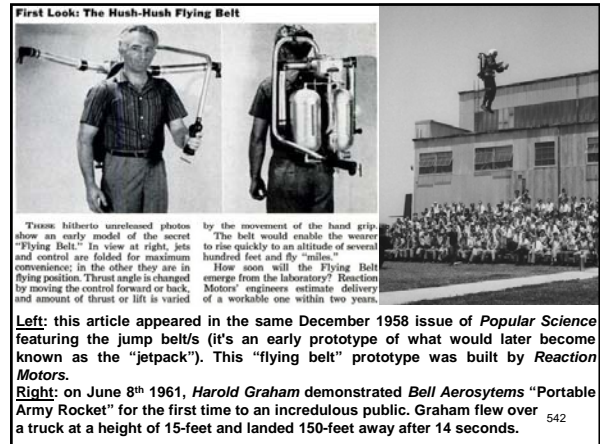 First Look: The Hush-Hush Flying Belt
THESE hitherto unreleased photos
show an early model of the secret
"Flying Belt." In view at right, jets
and control are folded for maximum
convenience; in the other they are in
flying position. Thrust angle is changed
by moving the control forward or back,
and amount of thrust or lift is varied
by the movement of the hand grip.
The belt would enable the wearer
to rise quickly to an altitude of several
hundred feet and fly "miles."
How soon will the Flying Belt
emerge from the laboratory? Reaction
Motors' engineers estimate delivery
of a workable one within two years.
Left: this article appeared in the same December 1958 issue of Popular Science
featuring the jump belt/s (it's an early prototype of what would later become
known as the “jetpack”). This “flying belt” prototype was built by Reaction
Motors.
Right: on June 8th 1961, Harold Graham demonstrated Bell Aerosytems “Portable
Army Rocket” for the first time to an incredulous public. Graham flew over
a truck at a height of 15-feet and landed 150-feet away after 14 seconds.
542